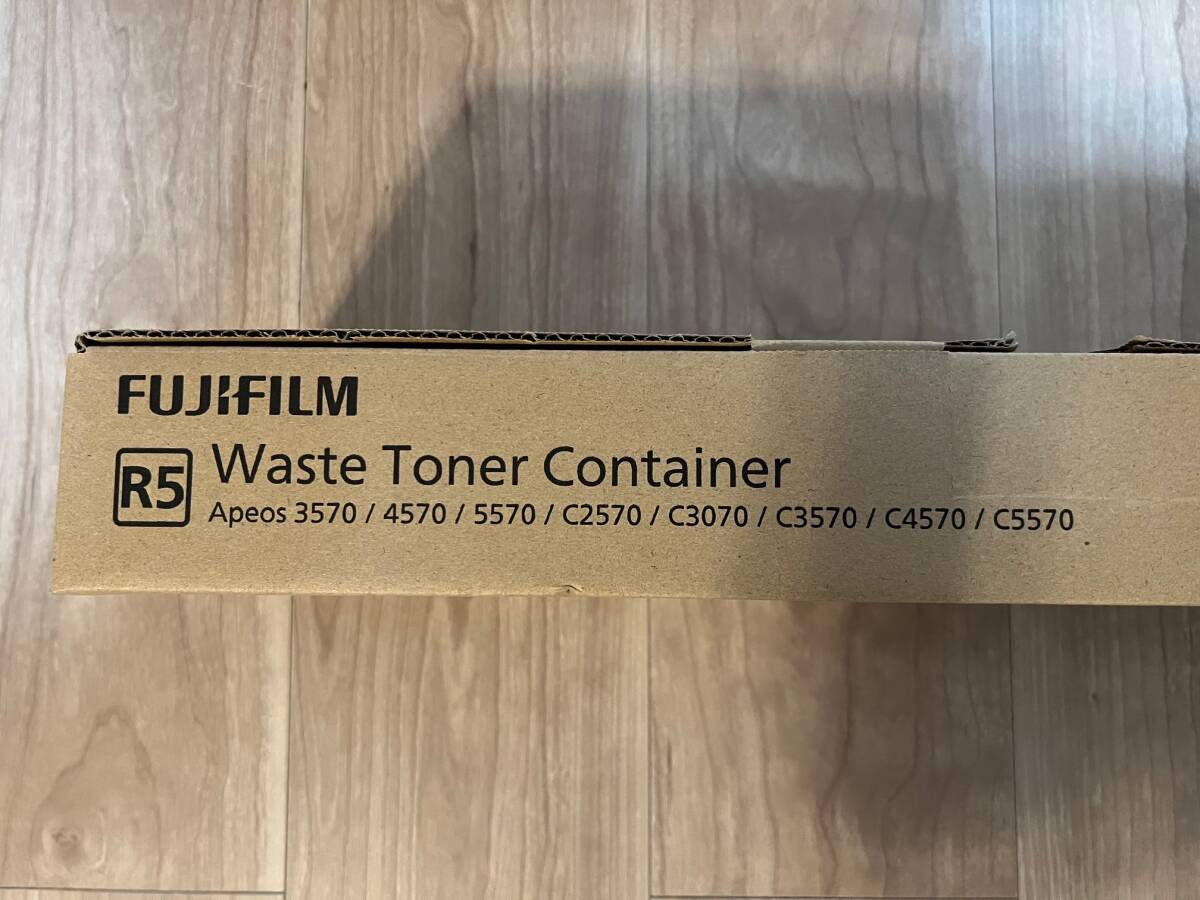 FUJIFILM
R5 Waste Toner Container
Apeos 3570 / 4570 / 5570 / C2570 / C3070 / C3570 / C4570 / C5570